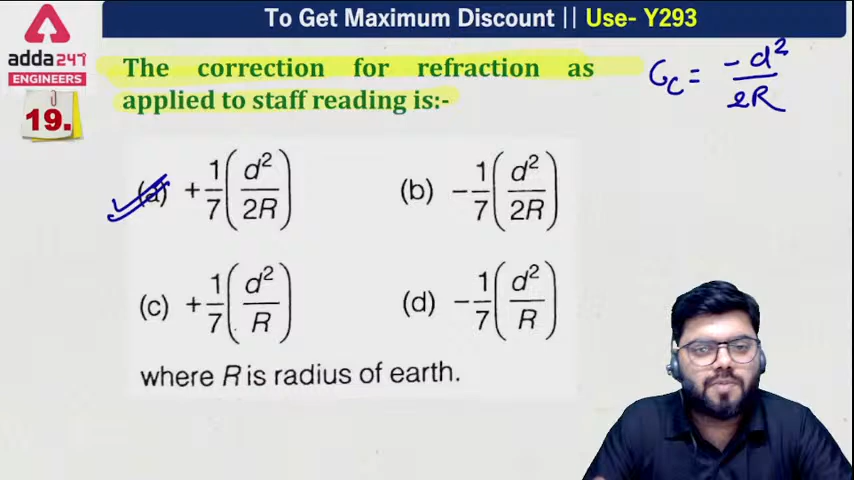 To Get Maximum Discount || Use- Y293
adda247
ENGINEERS
19.
The correction for refraction as
applied to staff reading is:-
C_C = -d²/2R
(a) +1/7(d²/2R)
(b) −1/7(d²/2R)
(c) +1/7(d²/R)
(d) −1/7(d²/R)
where R is radius of earth.